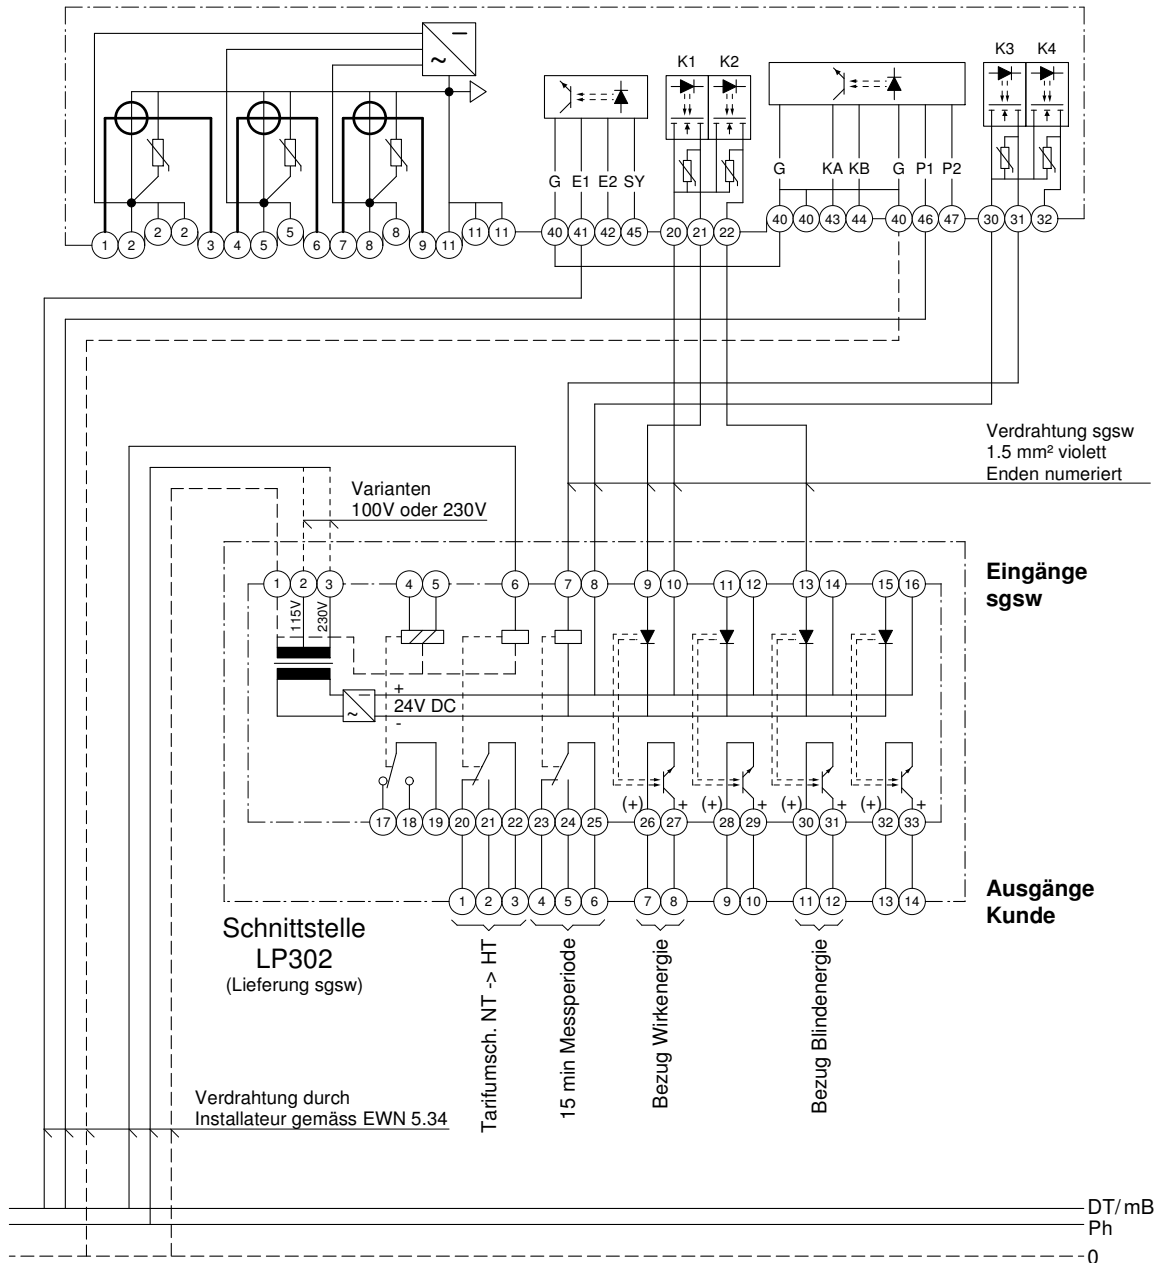 K1 K2 K3 K4
G E1 E2 SY G KA KB G P1 P2
2 2 5 8 11 11
1 2 3 4 5 6 7 8 9 11
40 41 42 45 20 21 22
40 40 43 44 40 46 47 30 31 32
Verdrahtung sgsw
1.5 mm² violett
Enden numeriert
Varianten
100V oder 230V
Eingänge
sgsw
1 2 3 4 5 6 7 8 9 10 11 12 13 14 15 16
115V
230V
+
24V DC
-
(+) + (+) + (+) + (+) +
17 18 19 20 21 22 23 24 25 26 27 28 29 30 31 32 33
Ausgänge
Kunde
1 2 3 4 5 6 7 8 9 10 11 12 13 14
Schnittstelle
LP302
(Lieferung sgsw)
Tarifumsch. NT -> HT
15 min Messperiode
Bezug Wirkenergie
Bezug Blindenergie
Verdrahtung durch
Installateur gemäss EWN 5.34
DT/mB
Ph
0